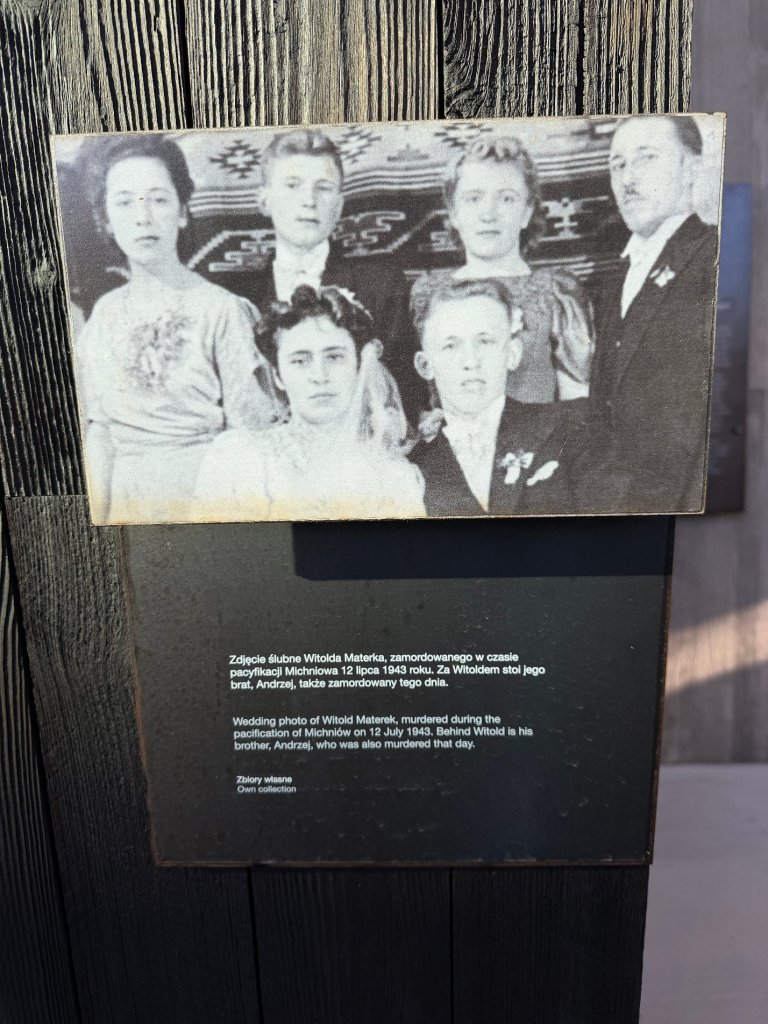 Zdjęcie ślubne Witolda Materka, zamordowanego w czasie
pacyfikacji Michniowa 12 lipca 1943 roku. Za Witoldem stoi jego
brat, Andrzej, także zamordowany tego dnia.
Wedding photo of Witold Materek, murdered during the
pacification of Michniów on 12 July 1943. Behind Witold is his
brother, Andrzej, who was also murdered that day.
Zbiory własne
Own collection